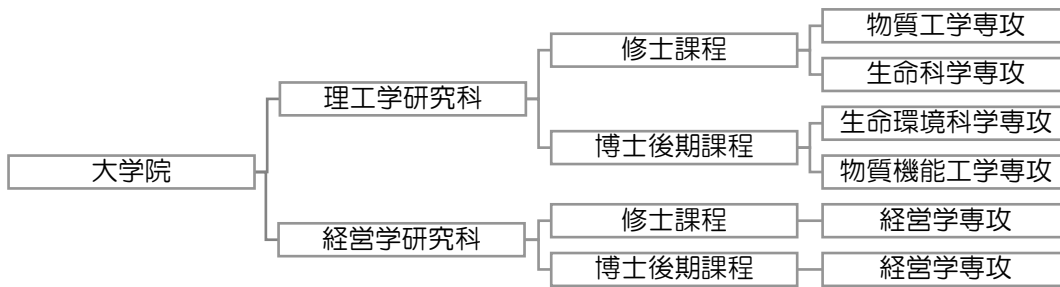 大学院
理工学研究科
修士課程
物質工学専攻
生命科学専攻
博士後期課程
生命環境科学専攻
物質機能工学専攻
経営学研究科
修士課程
経営学専攻
博士後期課程
経営学専攻